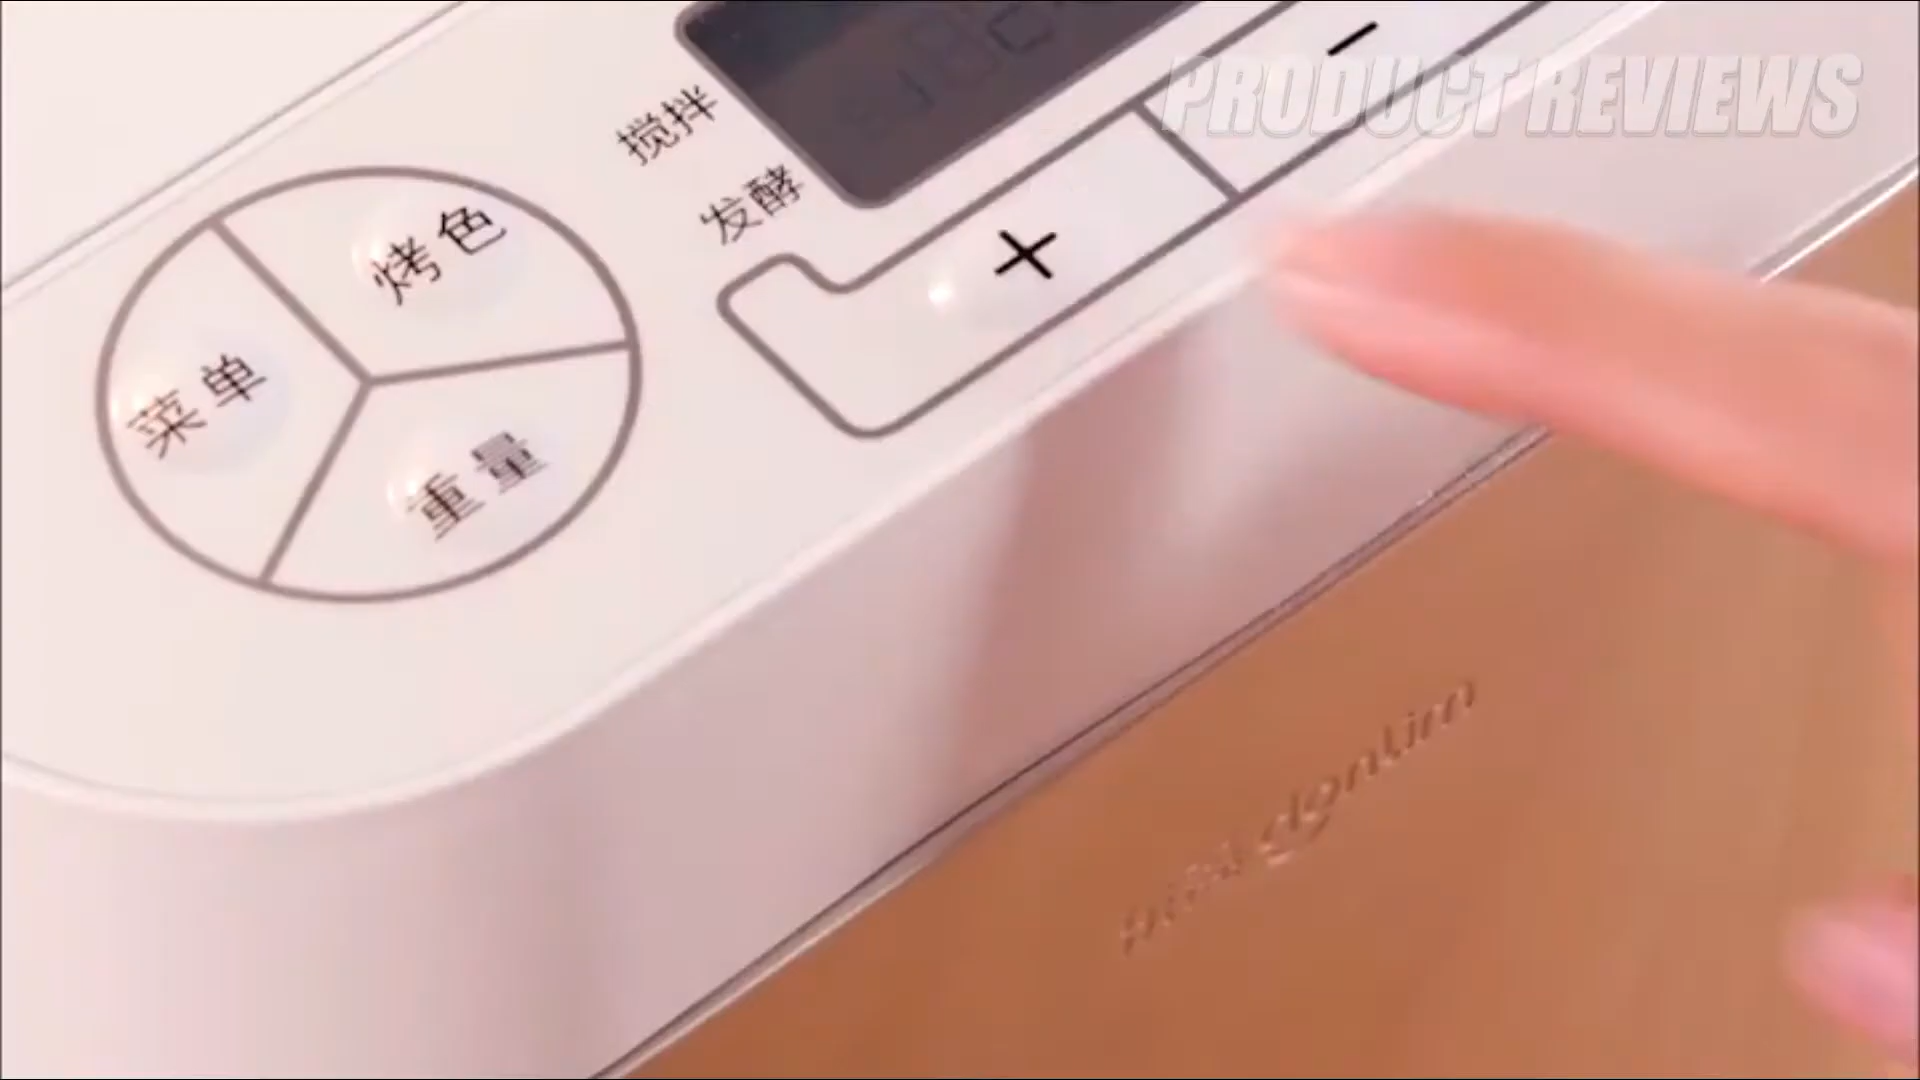 PRODUCT REVIEWS
搅拌
发酵
烤色
菜单
重量
+
-